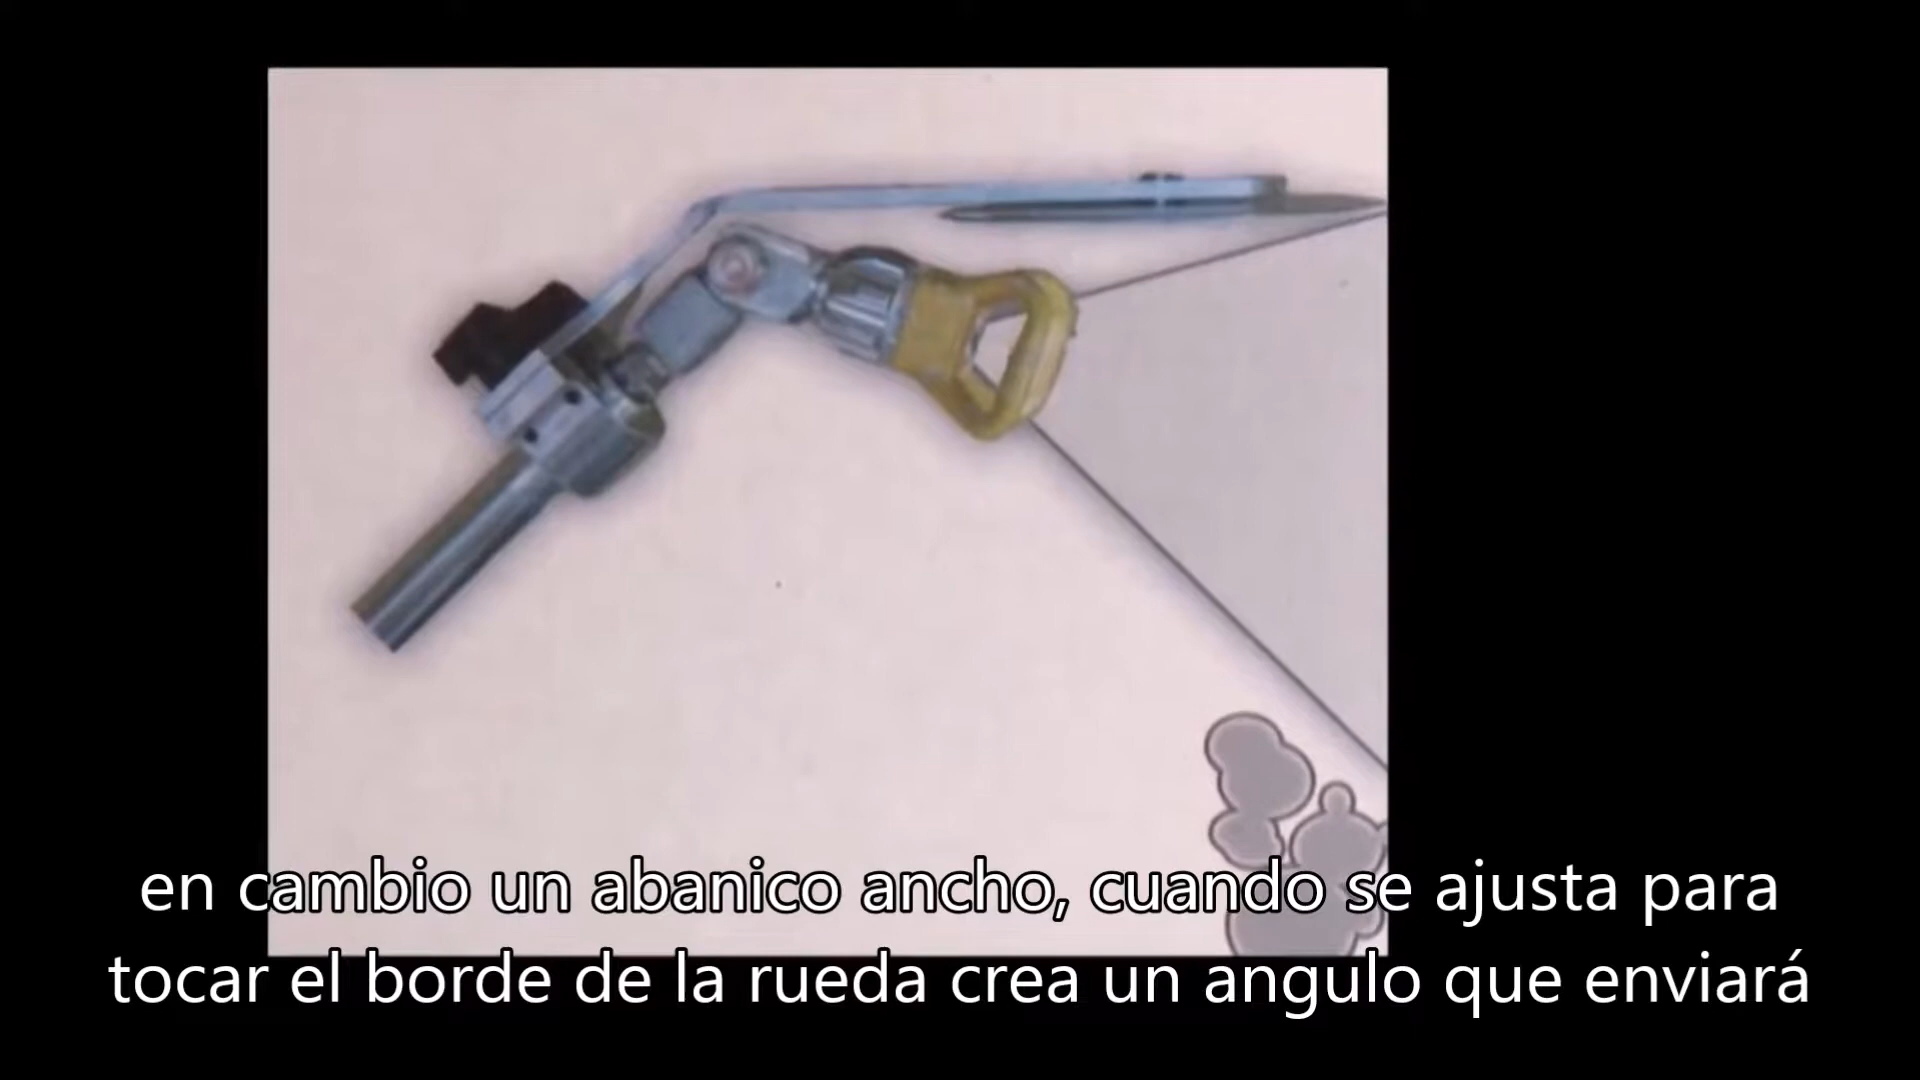 en cambio un abanico ancho, cuando se ajusta para
tocar el borde de la rueda crea un angulo que enviará